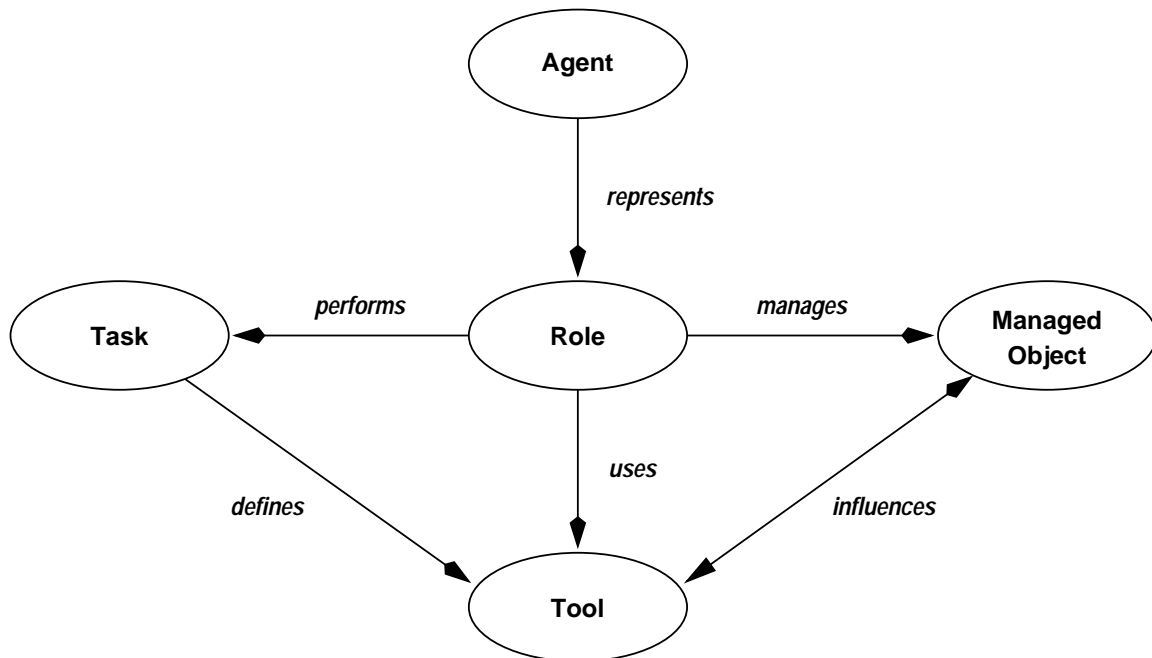 Agent
represents
performs
manages
Task
Role
Managed
Object
uses
defines
influences
Tool